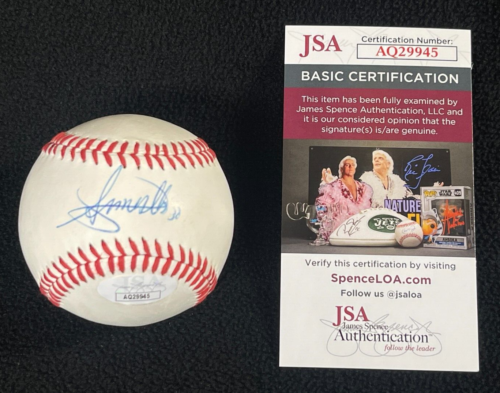 AQ29945
JSA
Certification Number:
AQ29945
BASIC CERTIFICATION
This item has been fully examined by
James Spence Authentication, LLC and
it is our considered opinion that the
signature(s) is/are genuine.
NATURE
Verify this certification by visiting
SpenceLOA.com
Follow us @jsaloa
JSA
James Spence
Authentication
follow the leader